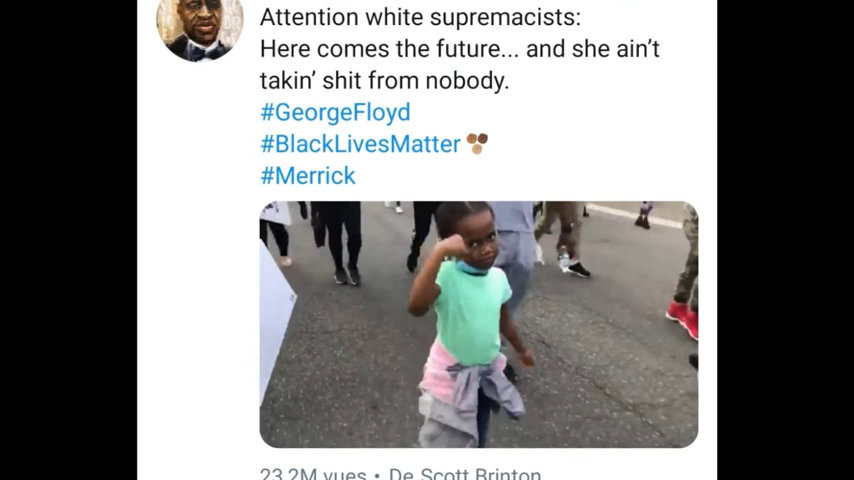 Attention white supremacists:
Here comes the future... and she ain't
takin' shit from nobody.
#GeorgeFloyd
#BlackLivesMatter
#Merrick
23,2M vues • De Scott Brinton